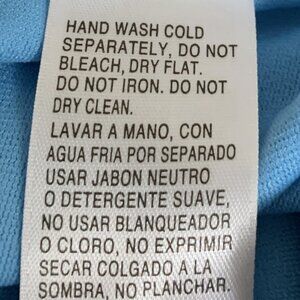 HAND WASH COLD
SEPARATELY, DO NOT
BLEACH, DRY FLAT.
DO NOT IRON. DO NOT
DRY CLEAN.
LAVAR A MANO, CON
AGUA FRIA POR SEPARADO
USAR JABON NEUTRO
O DETERGENTE SUAVE,
NO USAR BLANQUEADOR
O CLORO, NO EXPRIMIR
SECAR COLGADO A LA
SOMBRA, NO PLANCHAR.